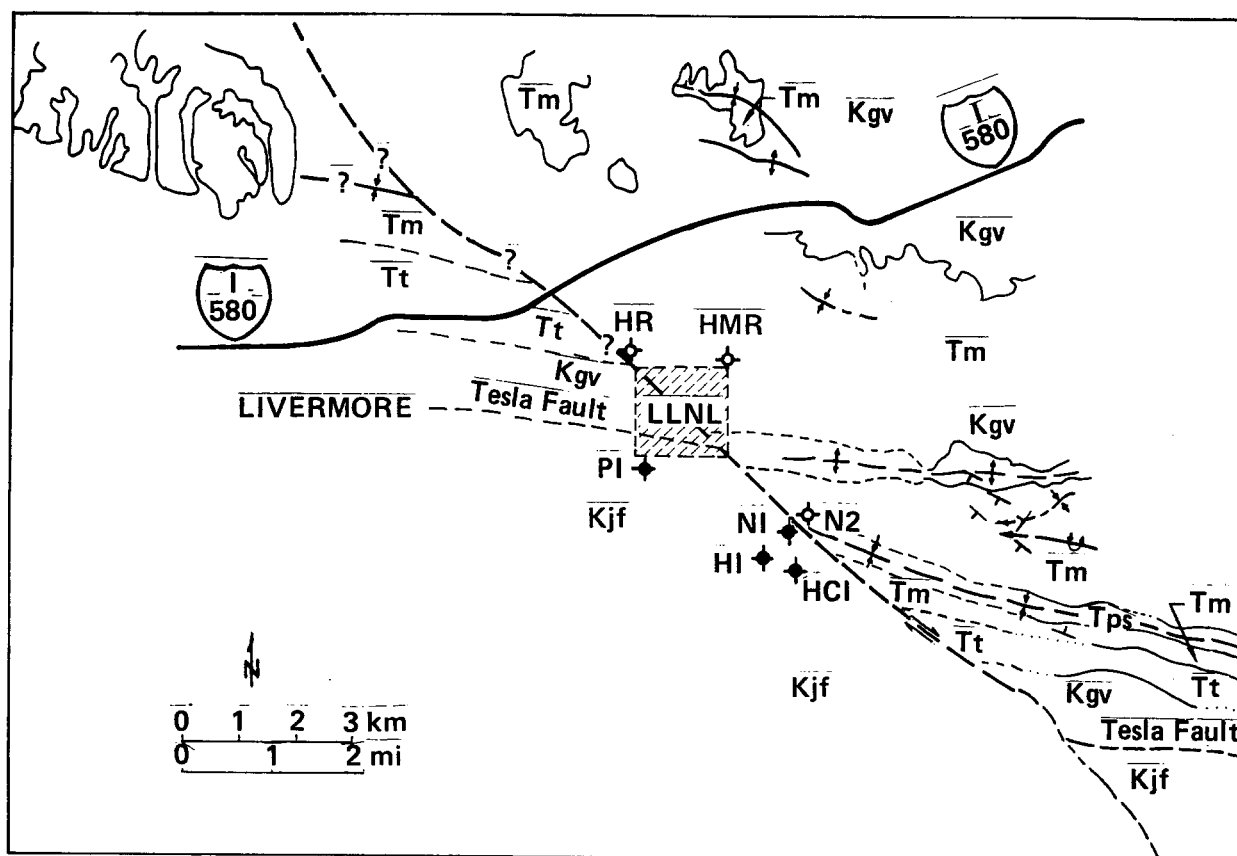 Tm
Tm
Kgv
I
580
?
?
Tm
Kgv
Tt
?
I
580
Tt
HR
HMR
?
Kgv
Tm
Tesla Fault
LIVERMORE
LLNL
Kgv
PI
Kjf
NI
N2
HI
HCI
Tm
Tm
Tm
Tps
N
Tt
Kjf
Kgv
Tt
0 1 2 3 km
0 1 2 mi
Tesla Fault
Kjf